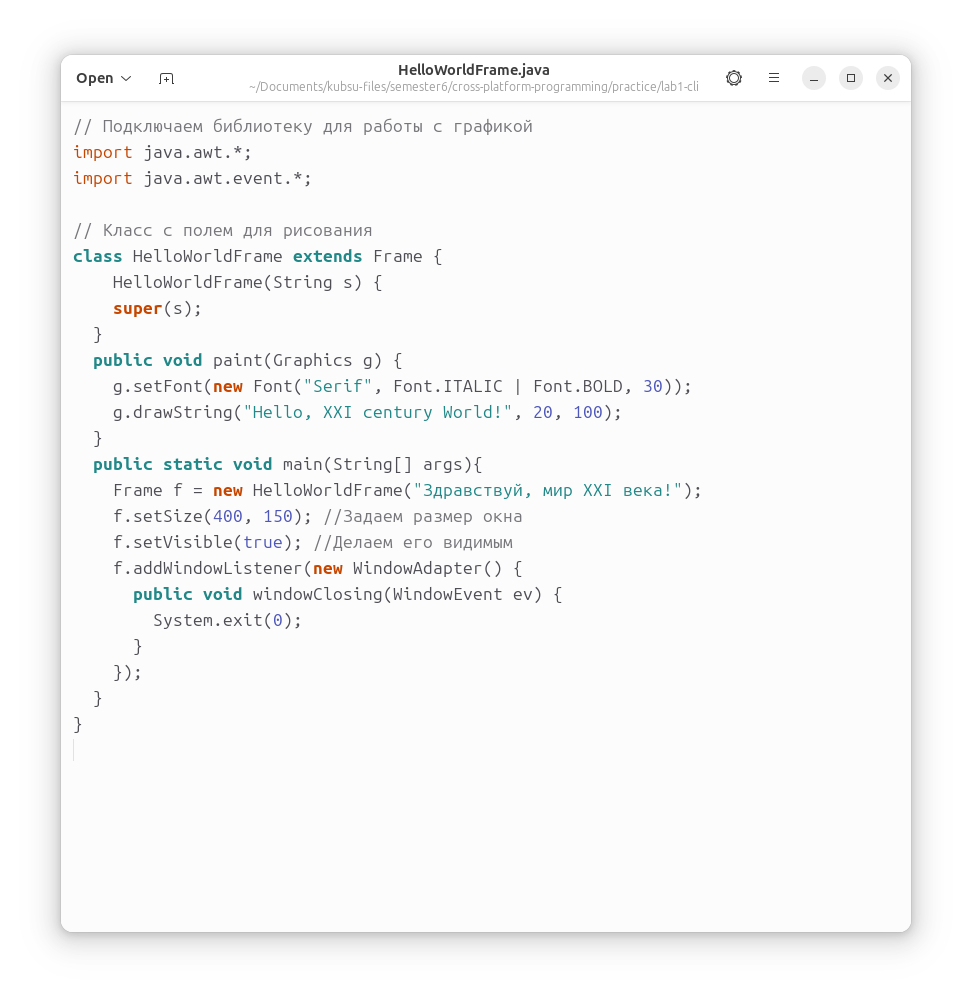 Open
HelloWorldFrame.java
~/Documents/kubsu-files/semester6/cross-platform-programming/practice/lab1-cli
// Подключаем библиотеку для работы с графикой
import java.awt.*;
import java.awt.event.*;

// Класс с полем для рисования
class HelloWorldFrame extends Frame {
    HelloWorldFrame(String s) {
    super(s);
  }
  public void paint(Graphics g) {
    g.setFont(new Font("Serif", Font.ITALIC | Font.BOLD, 30));
    g.drawString("Hello, XXI century World!", 20, 100);
  }
  public static void main(String[] args){
    Frame f = new HelloWorldFrame("Здравствуй, мир XXI века!");
    f.setSize(400, 150); //Задаем размер окна
    f.setVisible(true); //Делаем его видимым
    f.addWindowListener(new WindowAdapter() {
      public void windowClosing(WindowEvent ev) {
        System.exit(0);
      }
    });
  }
}